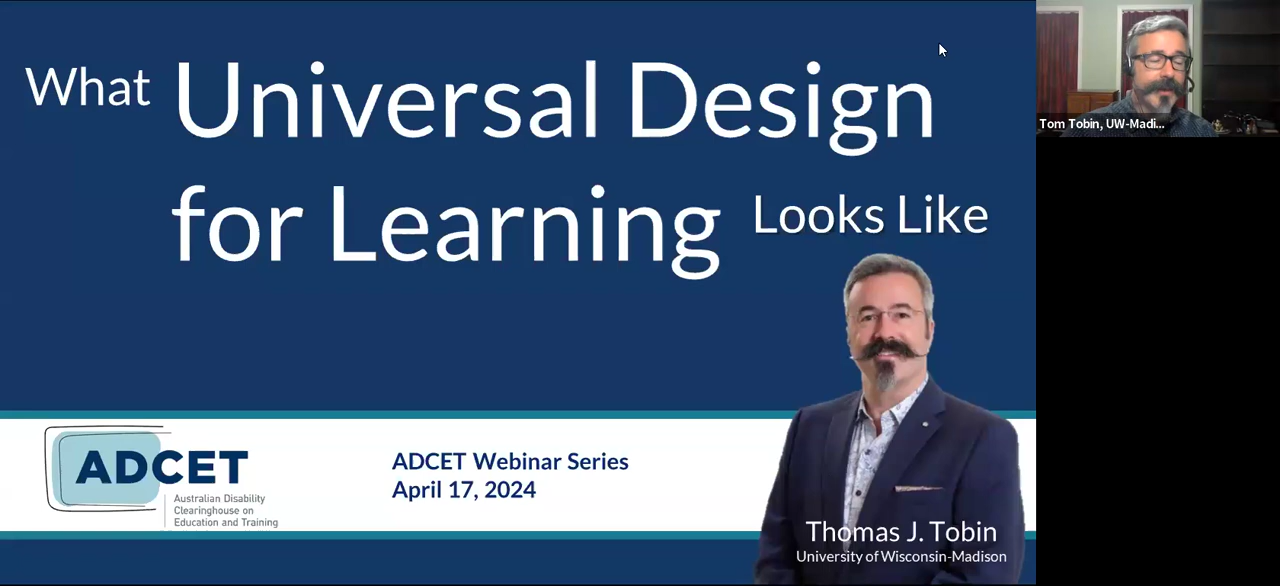 What Universal Design
for Learning Looks Like
ADCET
Australian Disability
Clearinghouse on
Education and Training
ADCET Webinar Series
April 17, 2024
Thomas J. Tobin
University of Wisconsin-Madison
Tom Tobin, UW-Madi...